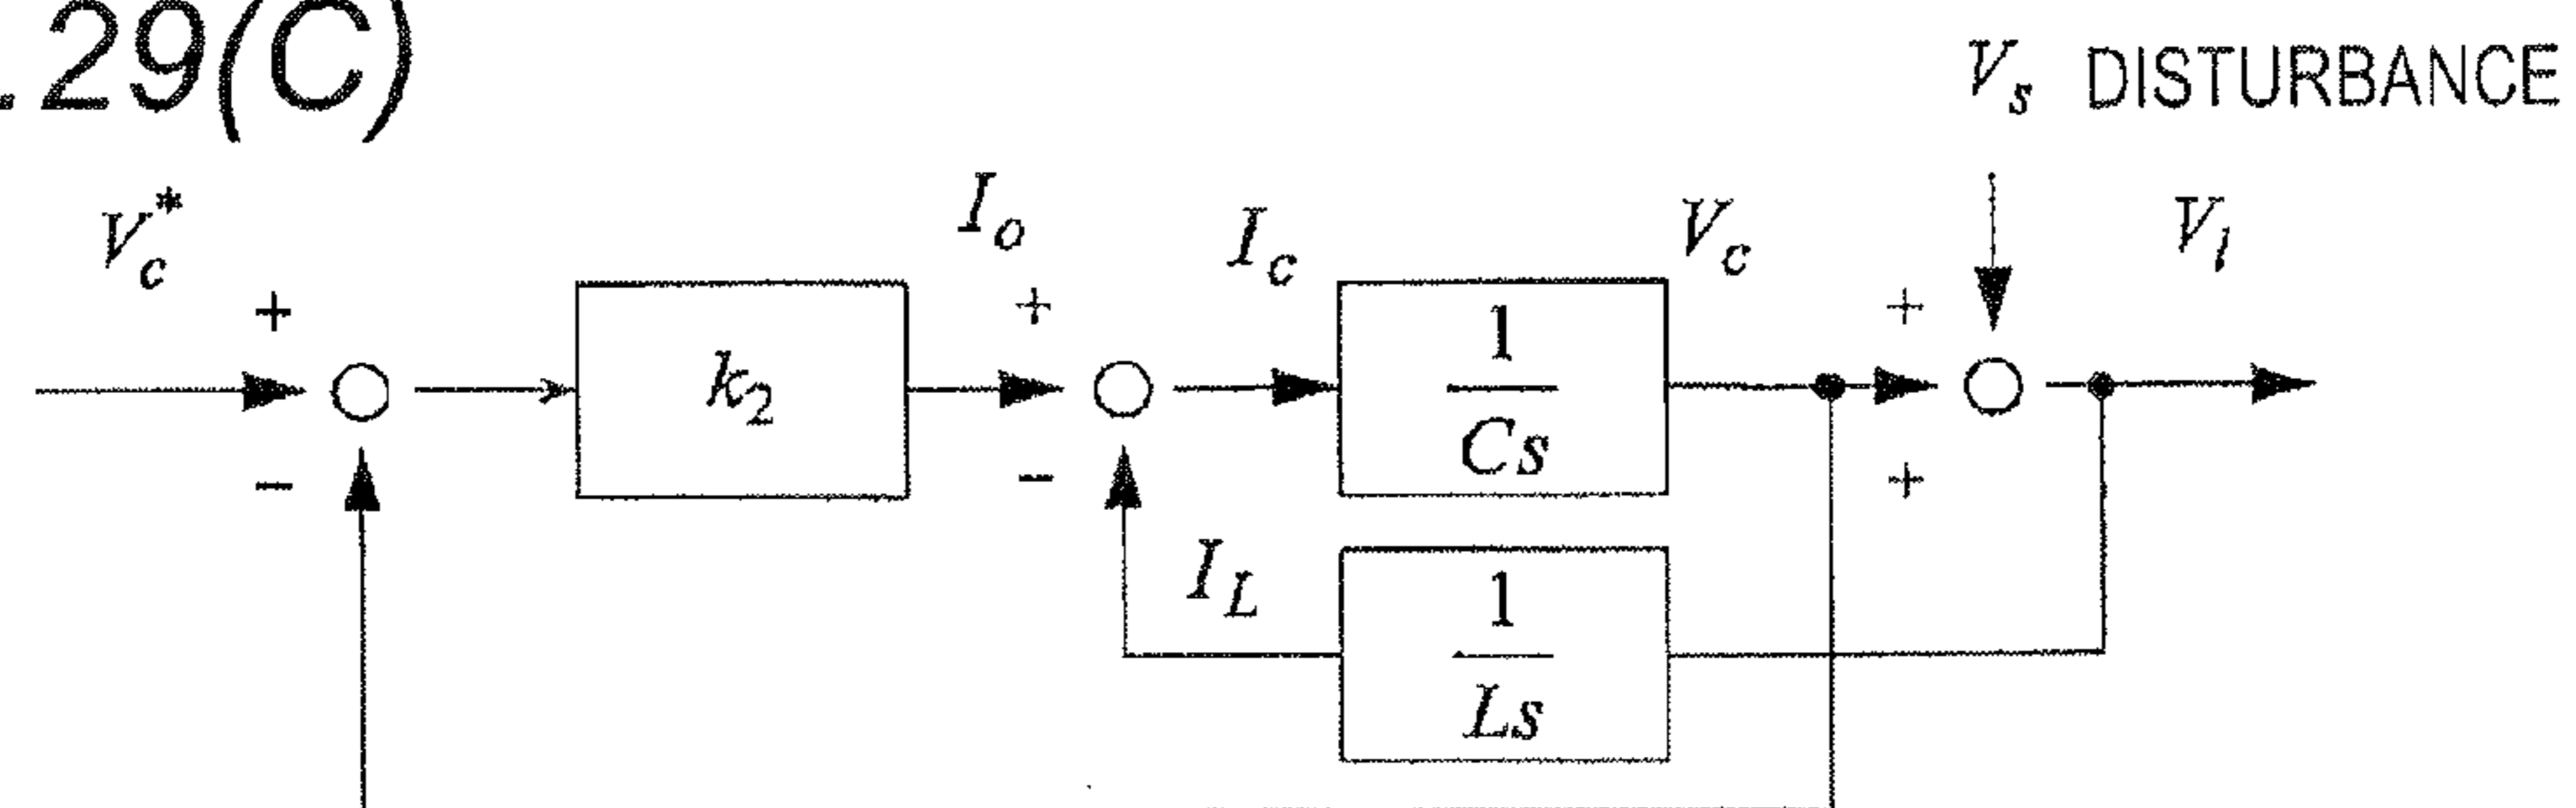 .29(C)
V_s DISTURBANCE
V_c^*
I_o
I_c
V_c
V_l
+
+
+
k_2
1
Cs
−
−
+
I_L
1
Ls